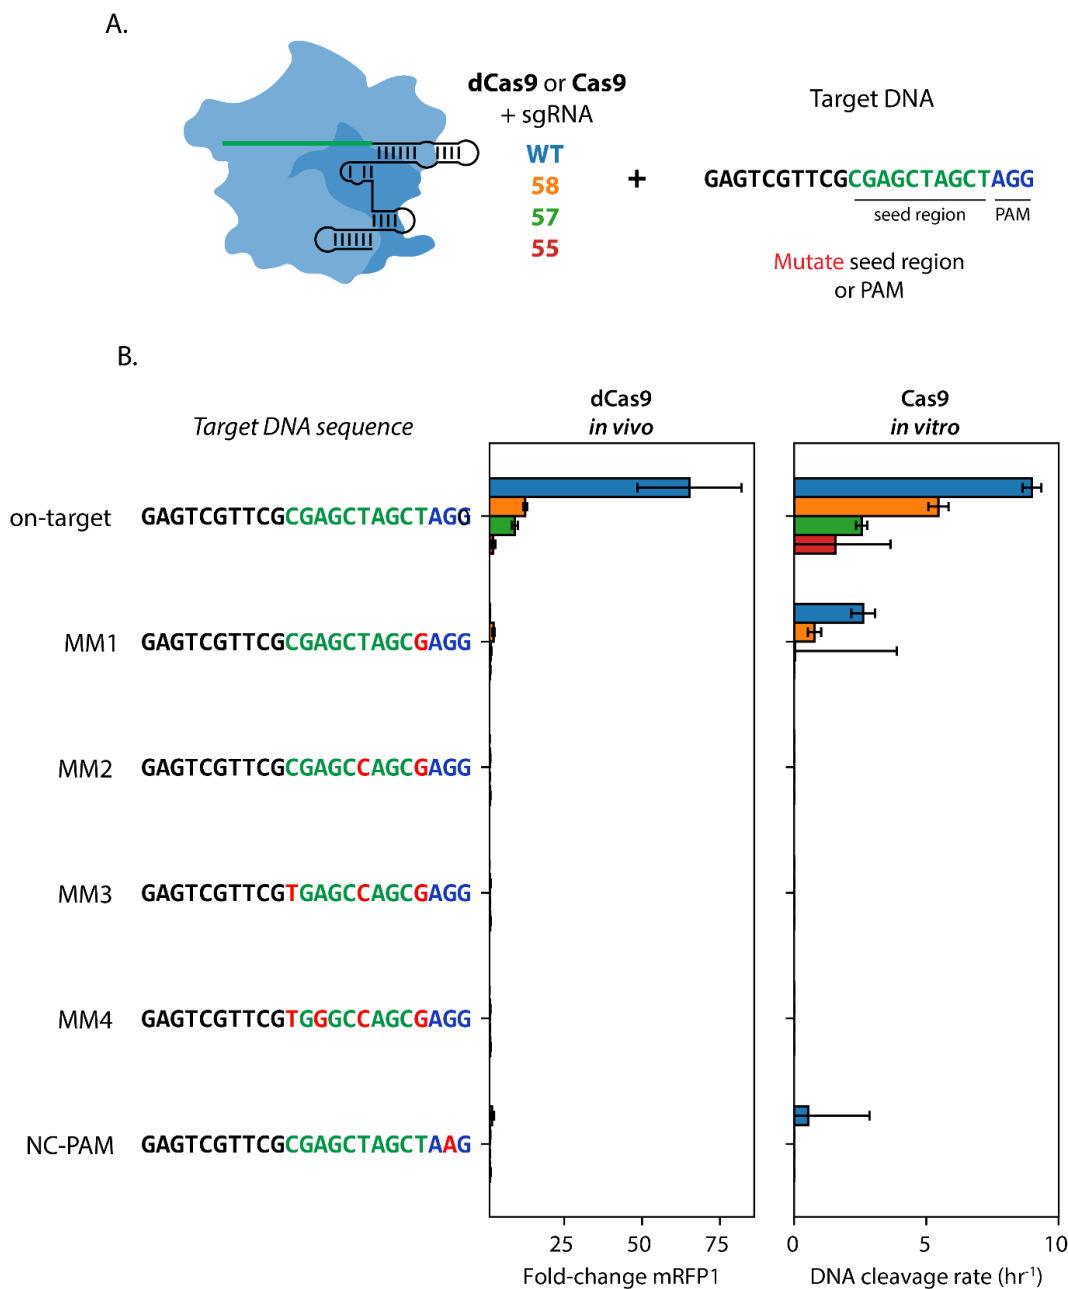 A.
dCas9 or Cas9
+ sgRNA
WT
58
57
55
+
Target DNA
GAGTCGTTCGCGAGCTAGCTAGG
seed region
PAM
Mutate seed region
or PAM
B.
Target DNA sequence
dCas9
in vivo
Cas9
in vitro
on-target GAGTCGTTCGCGAGCTAGCTAGG
MM1 GAGTCGTTCGCGAGCTAGCGAGG
MM2 GAGTCGTTCGCGAGCCAGCGAGG
MM3 GAGTCGTTCGTGAGCCAGCGAGG
MM4 GAGTCGTTCGTGGGCCAGCGAGG
NC-PAM GAGTCGTTCGCGAGCTAGCTAAG
25 50 75
0 5 10
Fold-change mRFP1
DNA cleavage rate (hr-1)